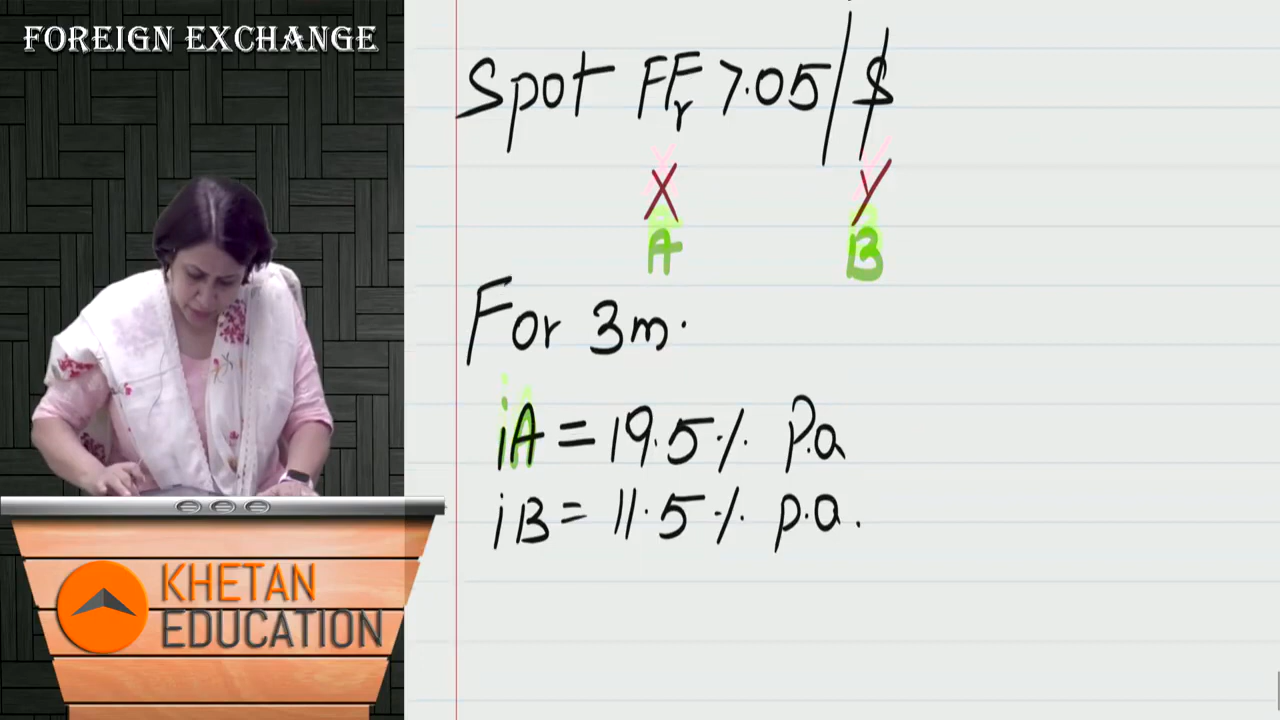 FOREIGN EXCHANGE
Spot FFr 7.05/$
X Y
A B
For 3m.
iA = 19.5% P.a
iB = 11.5% p.a.
KHETAN
EDUCATION